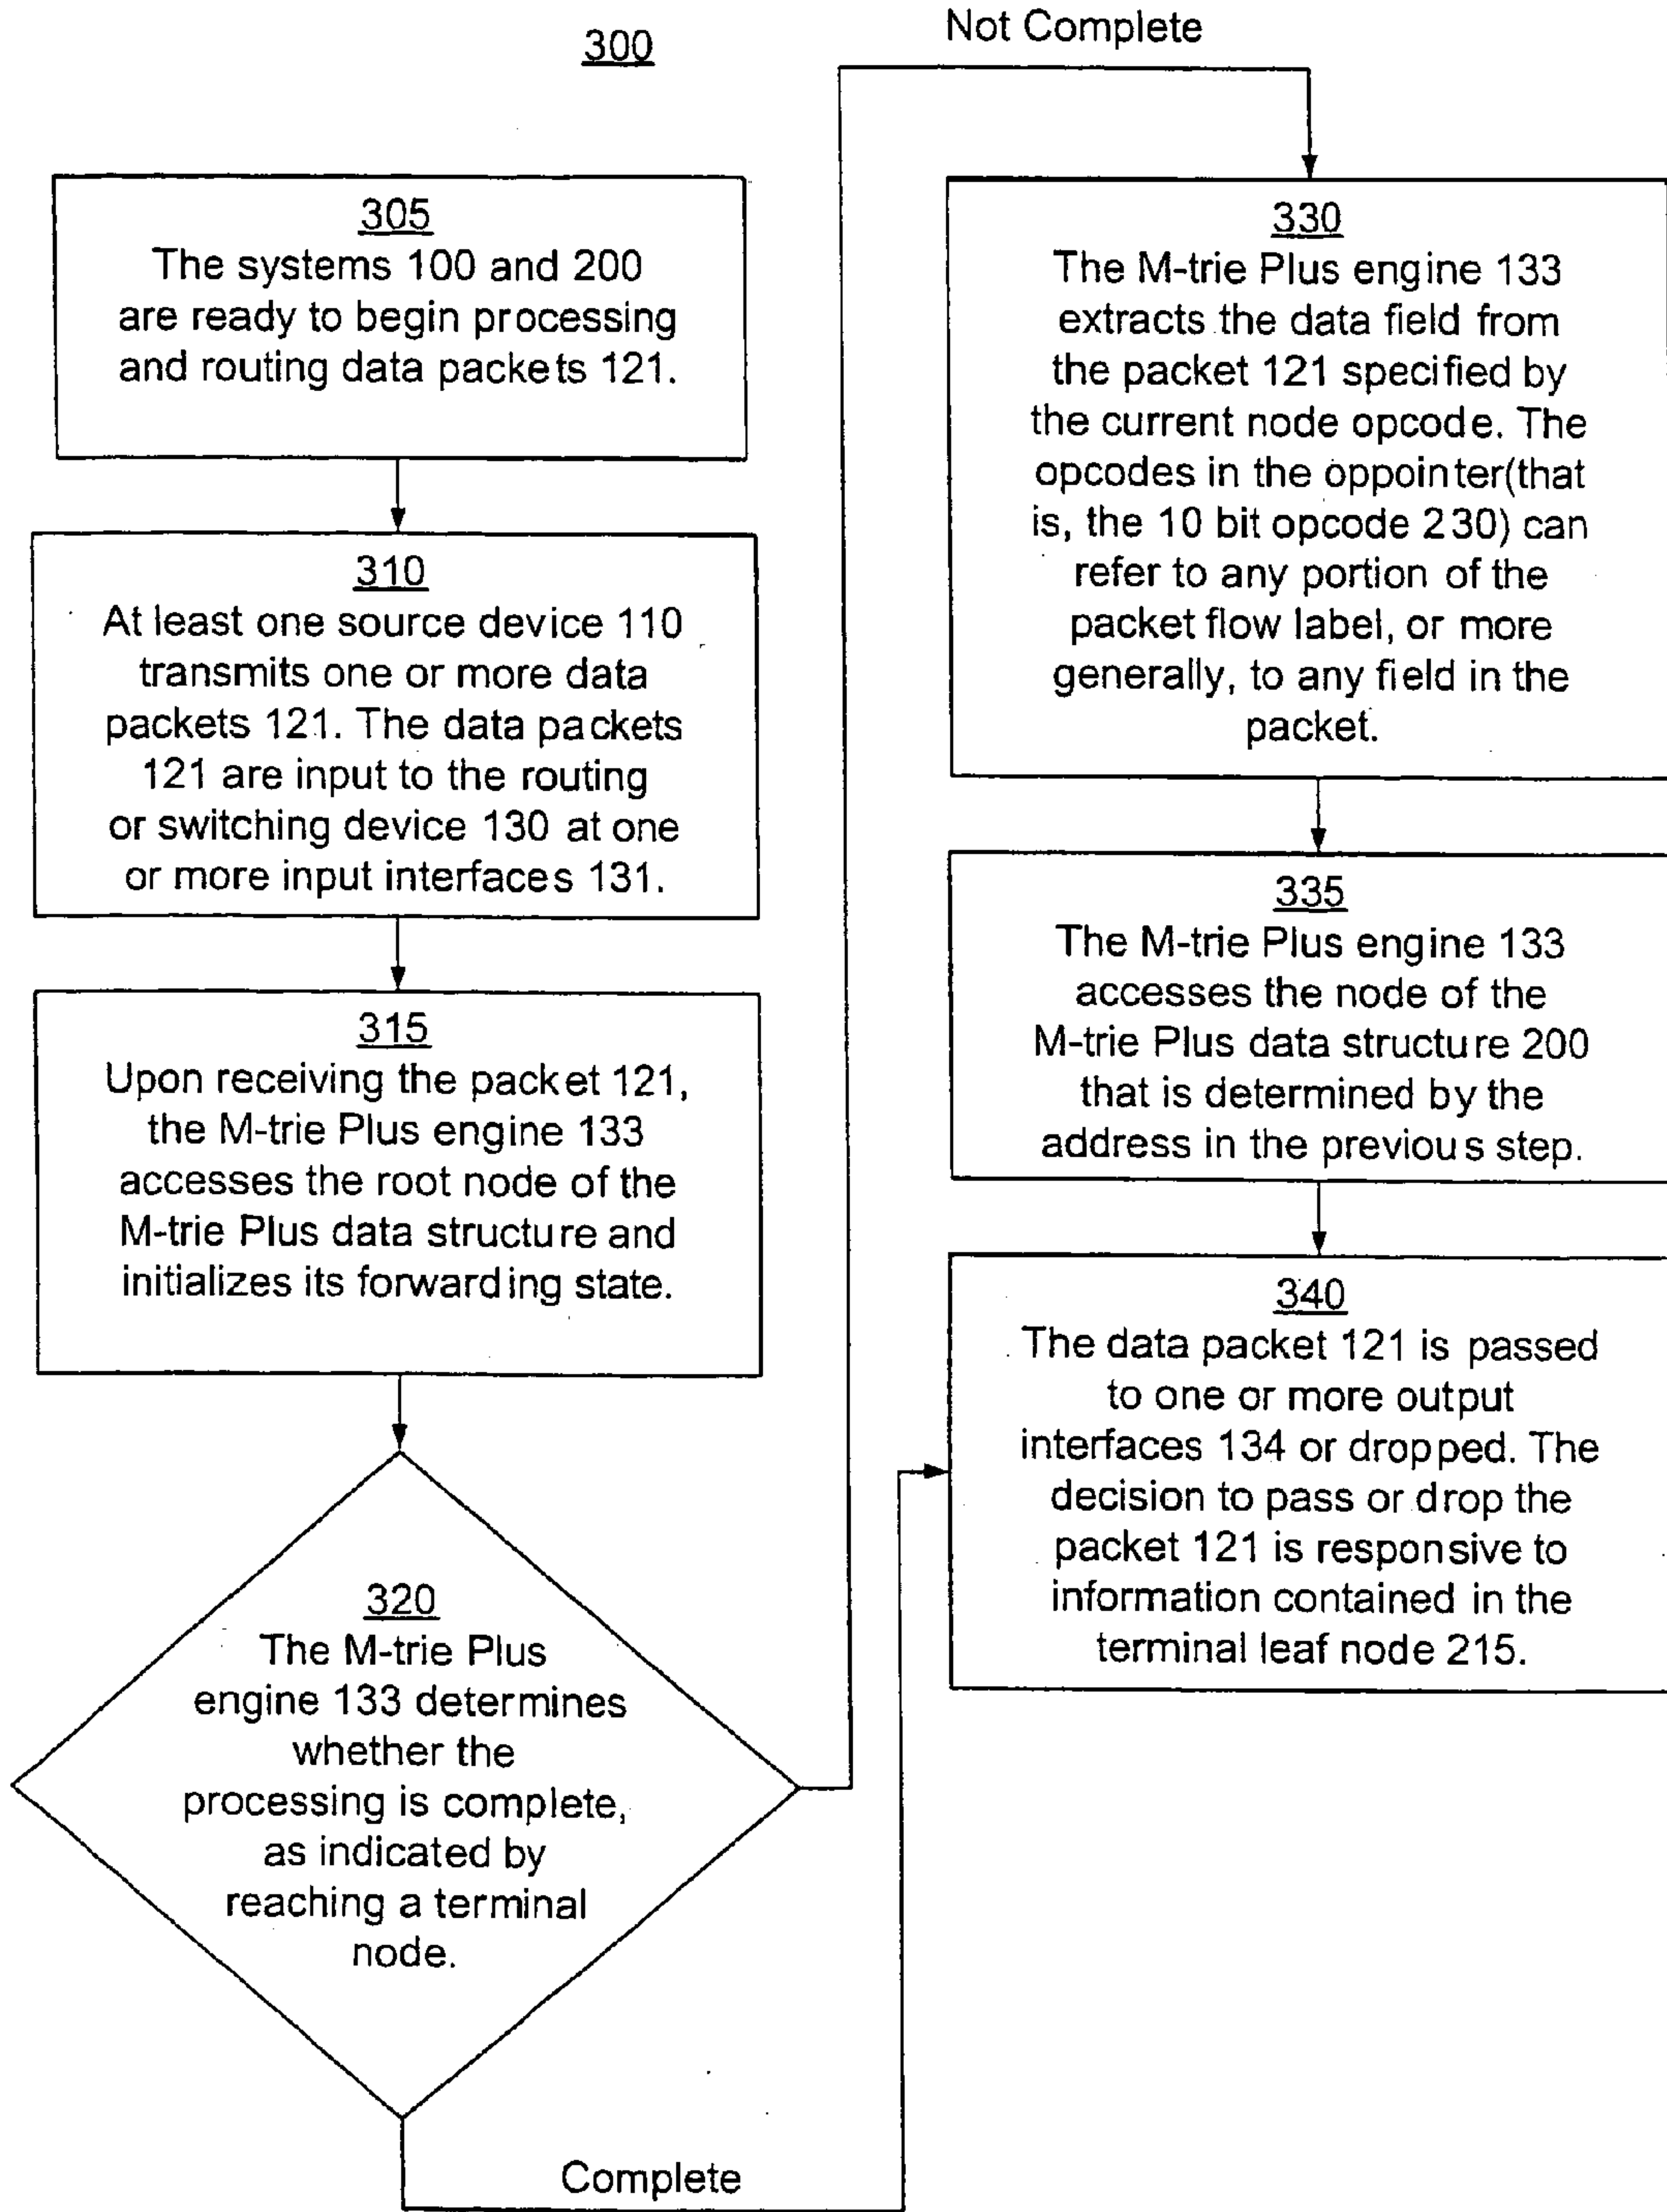 300
Not Complete
305
The systems 100 and 200
are ready to begin processing
and routing data packets 121.
310
At least one source device 110
transmits one or more data
packets 121. The data packets
121 are input to the routing
or switching device 130 at one
or more input interfaces 131.
315
Upon receiving the packet 121,
the M-trie Plus engine 133
accesses the root node of the
M-trie Plus data structure and
initializes its forwarding state.
320
The M-trie Plus
engine 133 determines
whether the
processing is complete,
as indicated by
reaching a terminal
node.
Complete
330
The M-trie Plus engine 133
extracts the data field from
the packet 121 specified by
the current node opcode. The
opcodes in the oppointer(that
is, the 10 bit opcode 230) can
refer to any portion of the
packet flow label, or more
generally, to any field in the
packet.
335
The M-trie Plus engine 133
accesses the node of the
M-trie Plus data structure 200
that is determined by the
address in the previous step.
340
The data packet 121 is passed
to one or more output
interfaces 134 or dropped. The
decision to pass or drop the
packet 121 is responsive to
information contained in the
terminal leaf node 215.